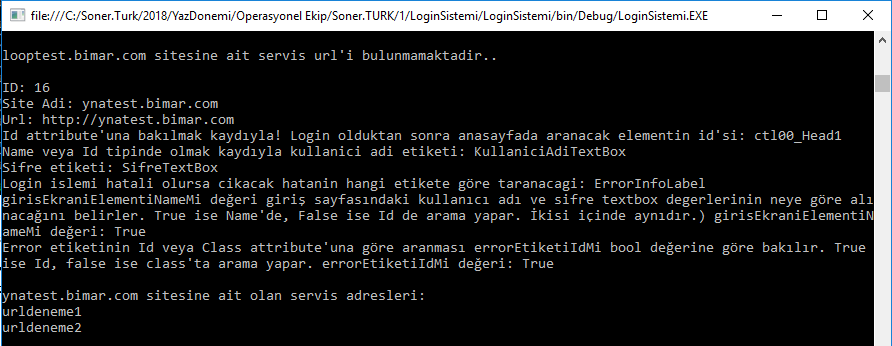 file:///C:/Soner.Turk/2018/YazDonemi/Operasyonel Ekip/Soner.TURK/1/LoginSistemi/LoginSistemi/bin/Debug/LoginSistemi.EXE
looptest.bimar.com sitesine ait servis url'i bulunmamaktadir..
ID: 16
Site Adi: ynatest.bimar.com
Url: http://ynatest.bimar.com
Id attribute'una bakılmak kaydıyla! Login olduktan sonra anasayfada aranacak elementin id'si: ctl00_Head1
Name veya Id tipinde olmak kaydıyla kullanici adi etiketi: KullaniciAdiTextBox
Sifre etiketi: SifreTextBox
Login islemi hatali olursa cikacak hatanin hangi etikete göre taranacagi: ErrorInfoLabel
girisEkraniElementiNameMi değeri giriş sayfasındaki kullanıcı adı ve sifre textbox degerlerinin neye göre alı
nacağını belirler. True ise Name'de, False ise Id de arama yapar. İkisi içinde aynıdır.) girisEkraniElementiN
ameMi değeri: True
Error etiketinin Id veya Class attribute'una göre aranması errorEtiketiIdMi bool değerine göre bakılır. True
ise Id, false ise class'ta arama yapar. errorEtiketiIdMi değeri: True
ynatest.bimar.com sitesine ait olan servis adresleri:
urldeneme1
urldeneme2